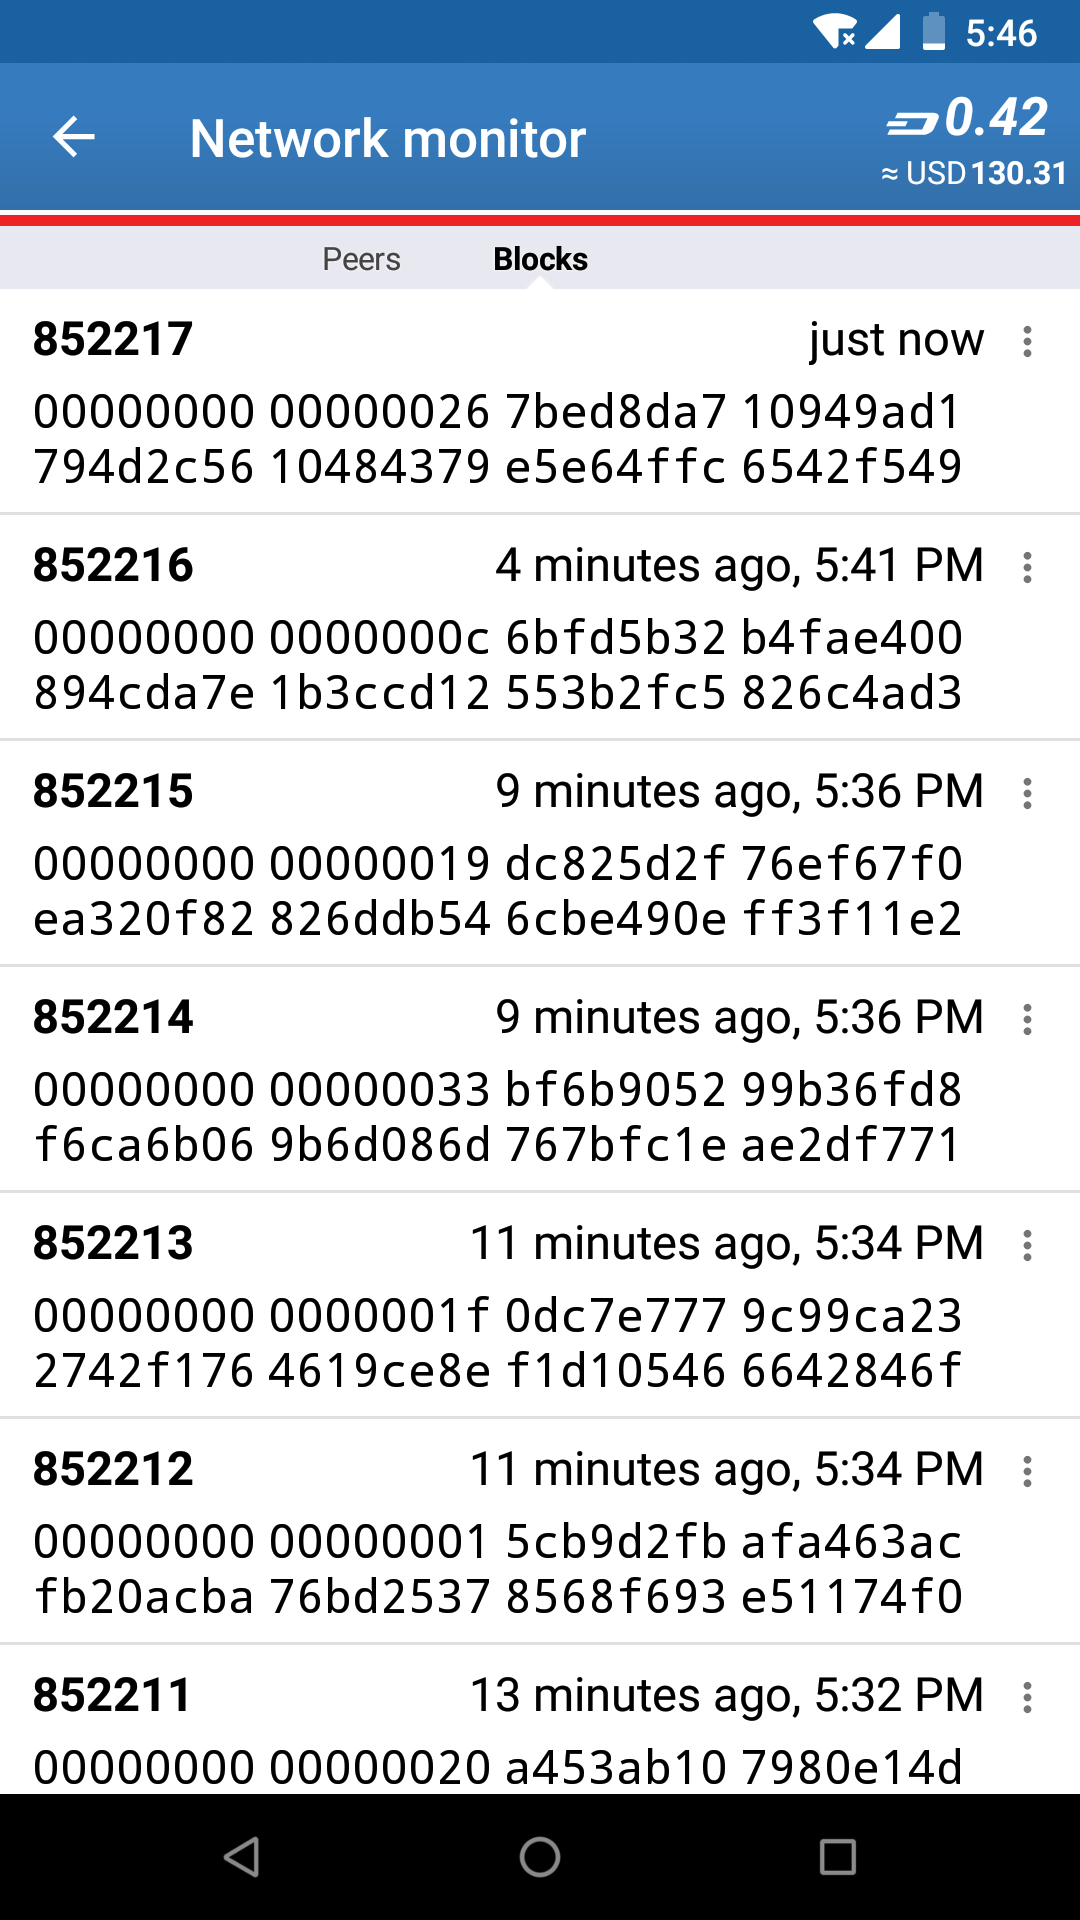 5:46
Network monitor
0.42
≈ USD 130.31
Peers
Blocks
852217 just now
00000000 00000026 7bed8da7 10949ad1
794d2c56 10484379 e5e64ffc 6542f549
852216 4 minutes ago, 5:41 PM
00000000 0000000c 6bfd5b32 b4fae400
894cda7e 1b3ccd12 553b2fc5 826c4ad3
852215 9 minutes ago, 5:36 PM
00000000 00000019 dc825d2f 76ef67f0
ea320f82 826ddb54 6cbe490e ff3f11e2
852214 9 minutes ago, 5:36 PM
00000000 00000033 bf6b9052 99b36fd8
f6ca6b06 9b6d086d 767bfc1e ae2df771
852213 11 minutes ago, 5:34 PM
00000000 0000001f 0dc7e777 9c99ca23
2742f176 4619ce8e f1d10546 6642846f
852212 11 minutes ago, 5:34 PM
00000000 00000001 5cb9d2fb afa463ac
fb20acba 76bd2537 8568f693 e51174f0
852211 13 minutes ago, 5:32 PM
00000000 00000020 a453ab10 7980e14d